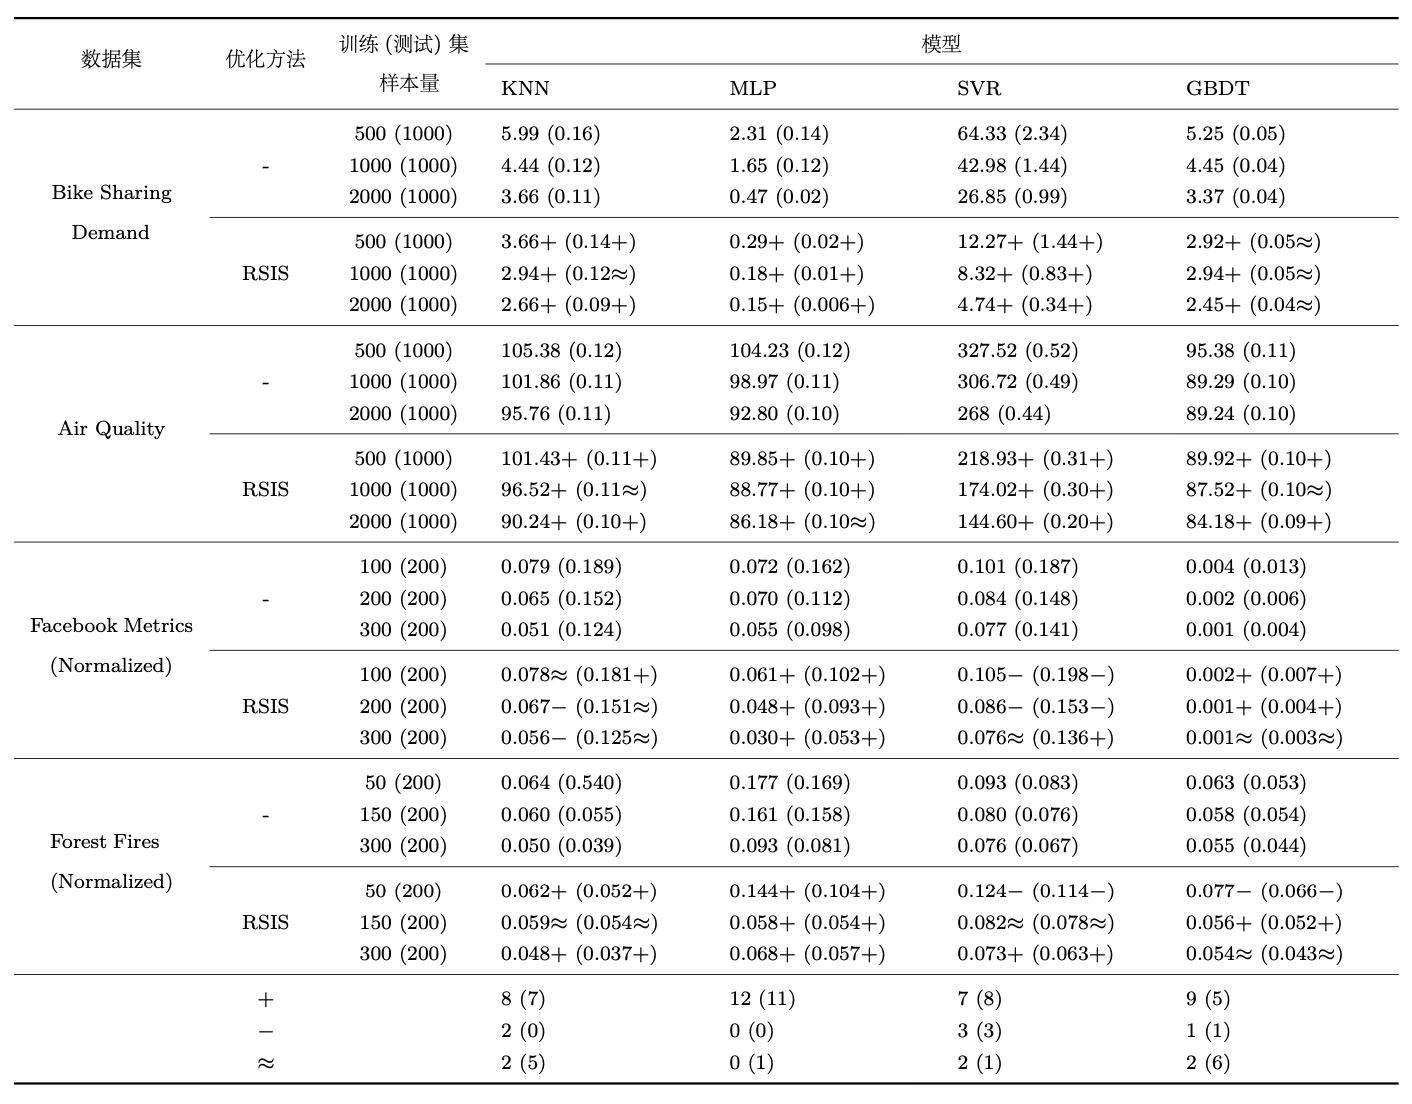 数据集 优化方法 训练 (测试) 集 样本量 模型
KNN MLP SVR GBDT
Bike Sharing Demand
-
500 (1000) 5.99 (0.16) 2.31 (0.14) 64.33 (2.34) 5.25 (0.05)
1000 (1000) 4.44 (0.12) 1.65 (0.12) 42.98 (1.44) 4.45 (0.04)
2000 (1000) 3.66 (0.11) 0.47 (0.02) 26.85 (0.99) 3.37 (0.04)
RSIS
500 (1000) 3.66+ (0.14+) 0.29+ (0.02+) 12.27+ (1.44+) 2.92+ (0.05≈)
1000 (1000) 2.94+ (0.12≈) 0.18+ (0.01+) 8.32+ (0.83+) 2.94+ (0.05≈)
2000 (1000) 2.66+ (0.09+) 0.15+ (0.006+) 4.74+ (0.34+) 2.45+ (0.04≈)
Air Quality
-
500 (1000) 105.38 (0.12) 104.23 (0.12) 327.52 (0.52) 95.38 (0.11)
1000 (1000) 101.86 (0.11) 98.97 (0.11) 306.72 (0.49) 89.29 (0.10)
2000 (1000) 95.76 (0.11) 92.80 (0.10) 268 (0.44) 89.24 (0.10)
RSIS
500 (1000) 101.43+ (0.11+) 89.85+ (0.10+) 218.93+ (0.31+) 89.92+ (0.10+)
1000 (1000) 96.52+ (0.11≈) 88.77+ (0.10+) 174.02+ (0.30+) 87.52+ (0.10≈)
2000 (1000) 90.24+ (0.10+) 86.18+ (0.10≈) 144.60+ (0.20+) 84.18+ (0.09+)
Facebook Metrics
(Normalized)
-
100 (200) 0.079 (0.189) 0.072 (0.162) 0.101 (0.187) 0.004 (0.013)
200 (200) 0.065 (0.152) 0.070 (0.112) 0.084 (0.148) 0.002 (0.006)
300 (200) 0.051 (0.124) 0.055 (0.098) 0.077 (0.141) 0.001 (0.004)
RSIS
100 (200) 0.078≈ (0.181+) 0.061+ (0.102+) 0.105− (0.198−) 0.002+ (0.007+)
200 (200) 0.067− (0.151≈) 0.048+ (0.093+) 0.086− (0.153−) 0.001+ (0.004+)
300 (200) 0.056− (0.125≈) 0.030+ (0.053+) 0.076≈ (0.136+) 0.001≈ (0.003≈)
Forest Fires
(Normalized)
-
50 (200) 0.064 (0.540) 0.177 (0.169) 0.093 (0.083) 0.063 (0.053)
150 (200) 0.060 (0.055) 0.161 (0.158) 0.080 (0.076) 0.058 (0.054)
300 (200) 0.050 (0.039) 0.093 (0.081) 0.076 (0.067) 0.055 (0.044)
RSIS
50 (200) 0.062+ (0.052+) 0.144+ (0.104+) 0.124− (0.114−) 0.077− (0.066−)
150 (200) 0.059≈ (0.054≈) 0.058+ (0.054+) 0.082≈ (0.078≈) 0.056+ (0.052+)
300 (200) 0.048+ (0.037+) 0.068+ (0.057+) 0.073+ (0.063+) 0.054≈ (0.043≈)
+ 8 (7) 12 (11) 7 (8) 9 (5)
− 2 (0) 0 (0) 3 (3) 1 (1)
≈ 2 (5) 0 (1) 2 (1) 2 (6)